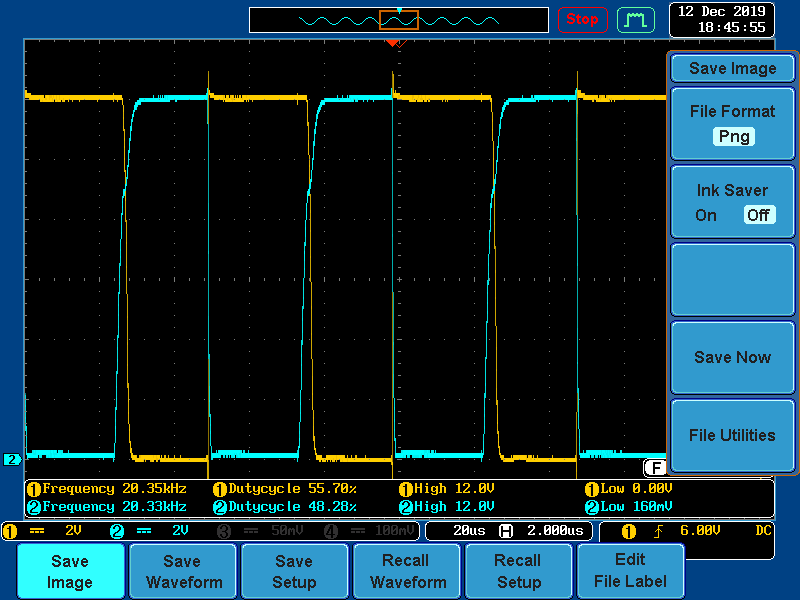 Stop
12 Dec 2019
18:45:55
Save Image
File Format
Png
Ink Saver
On Off
Save Now
File Utilities
2
F
1 Frequency 20.35kHz 1 Dutycycle 55.70% 1 High 12.0V 1 Low 0.00V
2 Frequency 20.33kHz 2 Dutycycle 48.28% 2 High 12.0V 2 Low 160mV
1 2V 2 2V 3 50mV 4 100mV 20us H 2.000us 1 6.00V DC
Save Image
Save Waveform
Save Setup
Recall Waveform
Recall Setup
Edit File Label